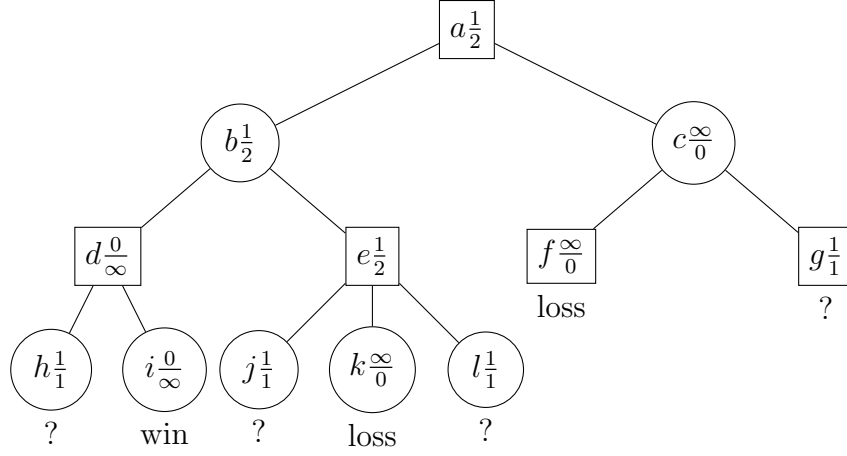 a 1/2
b 1/2
c ∞/0
d 0/∞
e 1/2
f ∞/0
g 1/1
loss
?
h 1/1
i 0/∞
j 1/1
k ∞/0
l 1/1
?
win
?
loss
?